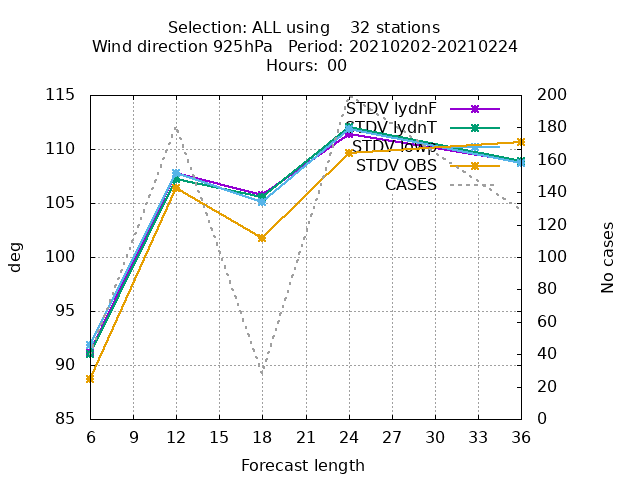 Selection: ALL using 32 stations
Wind direction 925hPa Period: 20210202-20210224
Hours: 00
115 200
STDV lydnF
180
STDV lydnT
110 STDV lowp 160
STDV OBS
CASES
105 140
120
100 100
deg
No cases
80
95
60
90 40
20
85 0
6 9 12 15 18 21 24 27 30 33 36
Forecast length